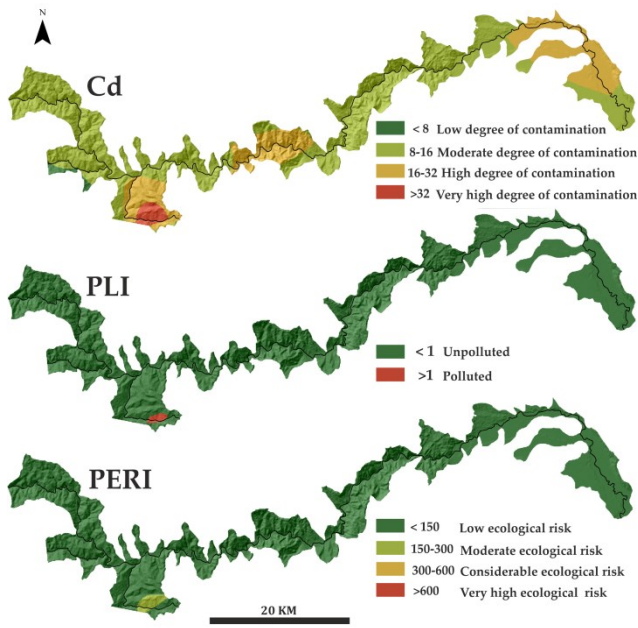 N
Cd
< 8 Low degree of contamination
8-16 Moderate degree of contamination
16-32 High degree of contamination
>32 Very high degree of contamination
PLI
< 1 Unpolluted
>1 Polluted
PERI
< 150 Low ecological risk
150-300 Moderate ecological risk
300-600 Considerable ecological risk
>600 Very high ecological risk
20 KM